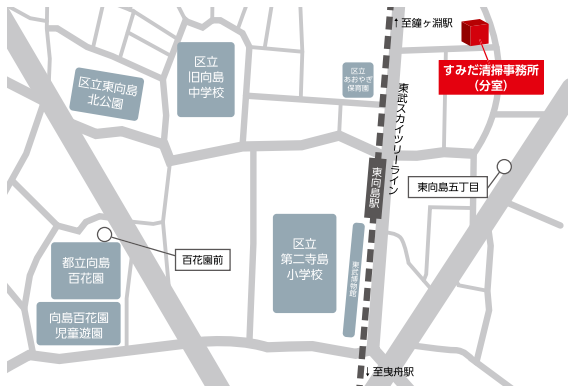 ↑至鐘ヶ淵駅
すみだ清掃事務所
(分室)
区立
旧向島
中学校
区立東向島
北公園
区立
あおやぎ
保育園
東武スカイツリーライン
東向島駅
東向島五丁目
百花園前
都立向島
百花園
向島百花園
児童遊園
区立
第二寺島
小学校
東武博物館
↓至曳舟駅